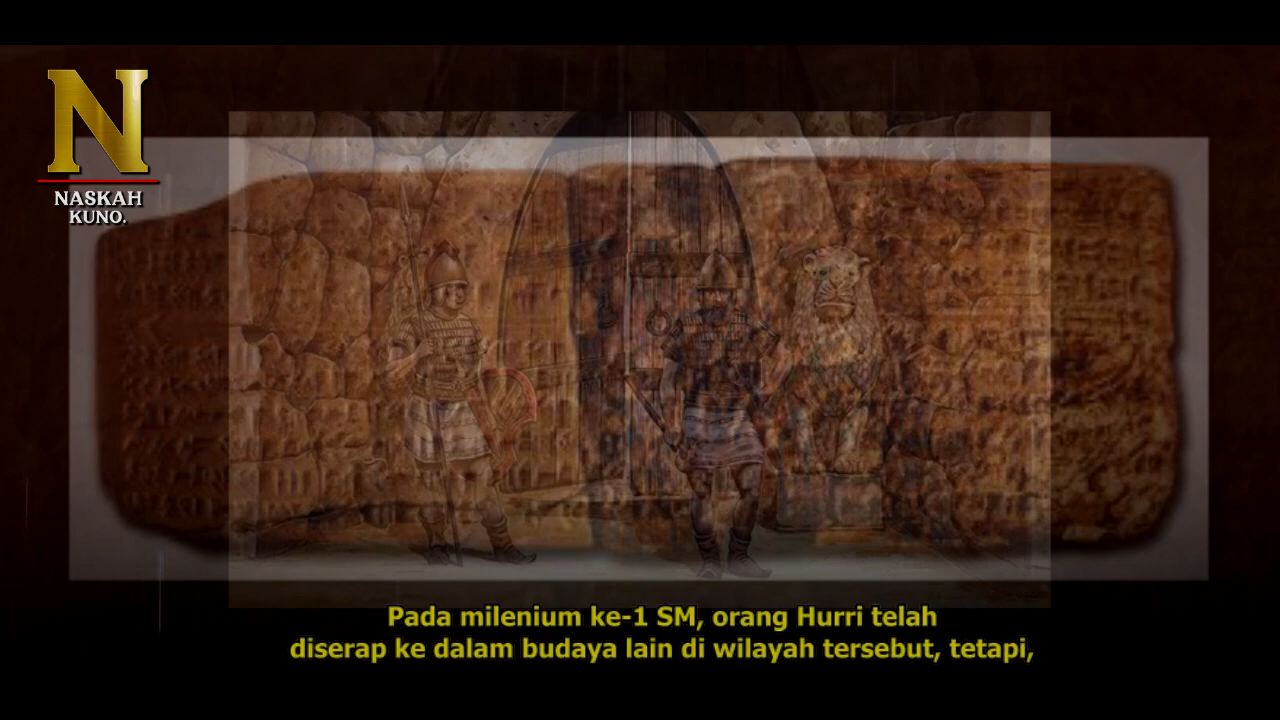 N
NASKAH
KUNO.
Pada milenium ke-1 SM, orang Hurri telah
diserap ke dalam budaya lain di wilayah tersebut, tetapi,